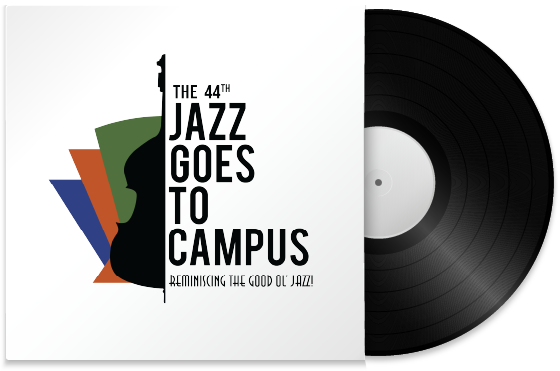 THE 44TH
JAZZ
GOES
TO
CAMPUS
REMINISCING THE GOOD OL' JAZZ!